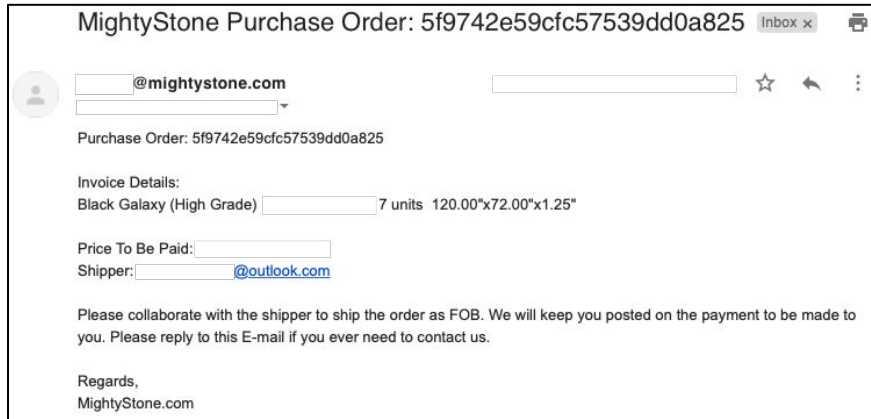 MightyStone Purchase Order: 5f9742e59cfc57539dd0a825 Inbox x
@mightystone.com
Purchase Order: 5f9742e59cfc57539dd0a825
Invoice Details:
Black Galaxy (High Grade) 7 units 120.00"x72.00"x1.25"
Price To Be Paid:
Shipper: @outlook.com
Please collaborate with the shipper to ship the order as FOB. We will keep you posted on the payment to be made to
you. Please reply to this E-mail if you ever need to contact us.
Regards,
MightyStone.com